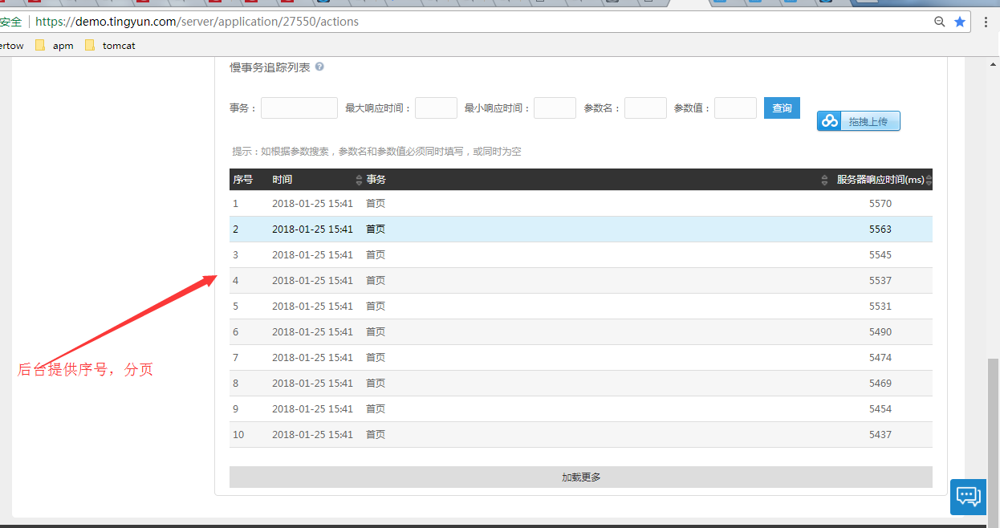 安全 https://demo.tingyun.com/server/application/27550/actions
ertow apm tomcat
慢事务追踪列表 ?
事务： 最大响应时间： 最小响应时间： 参数名： 参数值： 查询
拖拽上传
提示：如根据参数搜索，参数名和参数值必须同时填写，或同时为空
序号 时间 事务 服务器响应时间(ms)
1 2018-01-25 15:41 首页 5570
2 2018-01-25 15:41 首页 5563
3 2018-01-25 15:41 首页 5545
4 2018-01-25 15:41 首页 5537
5 2018-01-25 15:41 首页 5531
6 2018-01-25 15:41 首页 5490
7 2018-01-25 15:41 首页 5474
后台提供序号，分页
8 2018-01-25 15:41 首页 5469
9 2018-01-25 15:41 首页 5454
10 2018-01-25 15:41 首页 5437
加载更多